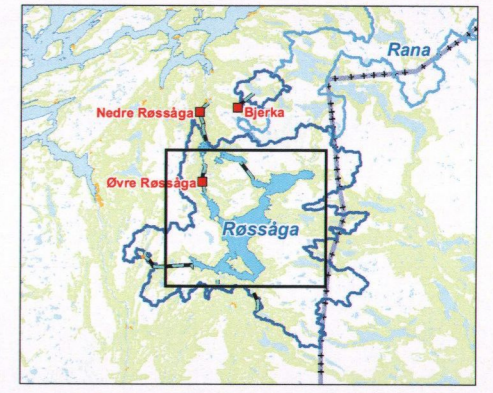 Rana
Nedre Røssåga
Bjerka
Øvre Røssåga
Røssåga